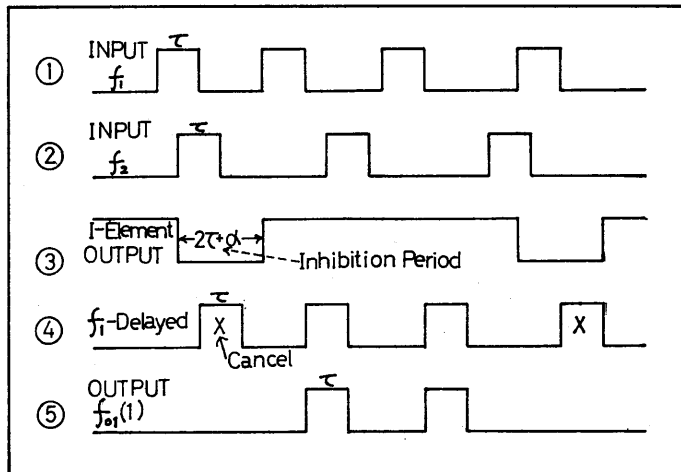 ① INPUT f₁ τ
② INPUT f₂ τ
③ I-Element OUTPUT 2τ+α Inhibition Period
④ f₁-Delayed τ X Cancel X
⑤ OUTPUT f₀₁(1) τ